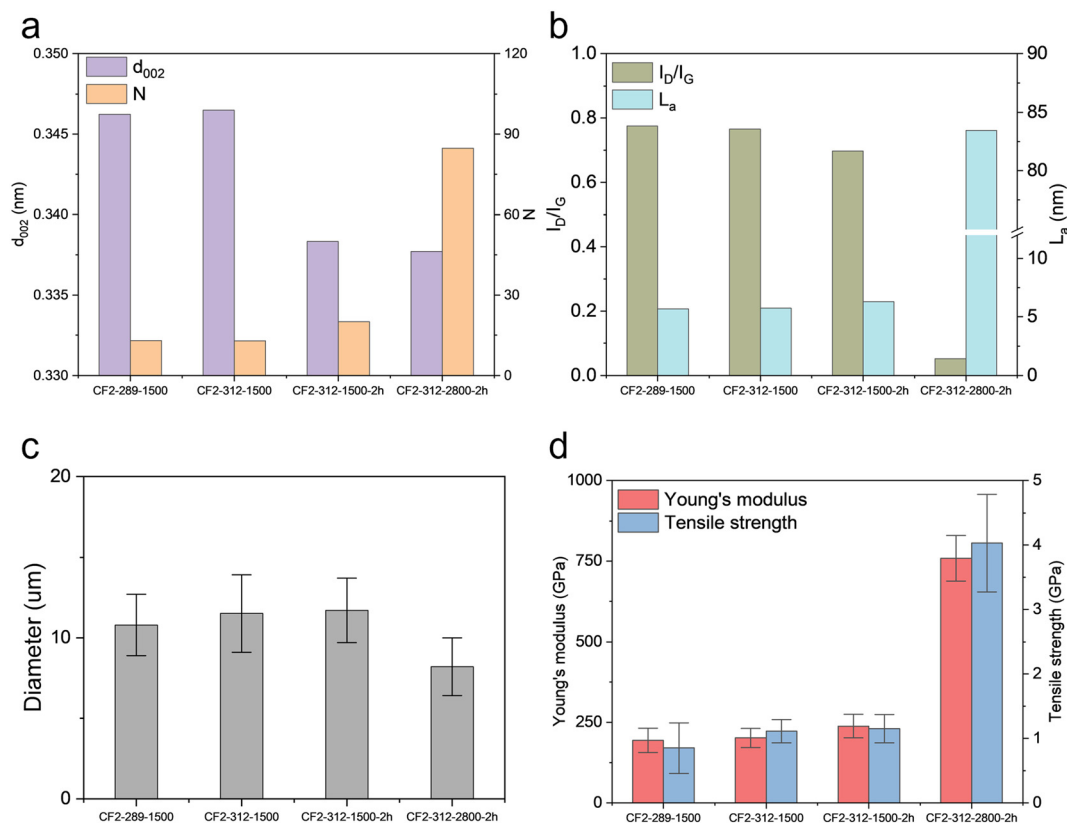 a
0.350
0.345
0.340
0.335
0.330
d002 (nm)
d002
N
120
90
60
30
0
N
CF2-289-1500
CF2-312-1500
CF2-312-1500-2h
CF2-312-2800-2h
b
1.0
0.8
0.6
0.4
0.2
0.0
ID/IG
ID/IG
La
90
85
80
10
5
0
La (nm)
CF2-289-1500
CF2-312-1500
CF2-312-1500-2h
CF2-312-2800-2h
c
20
10
0
Diameter (um)
CF2-289-1500
CF2-312-1500
CF2-312-1500-2h
CF2-312-2800-2h
d
1000
750
500
250
0
Young's modulus (GPa)
Young's modulus
Tensile strength
5
4
3
2
1
0
Tensile strength (GPa)
CF2-289-1500
CF2-312-1500
CF2-312-1500-2h
CF2-312-2800-2h